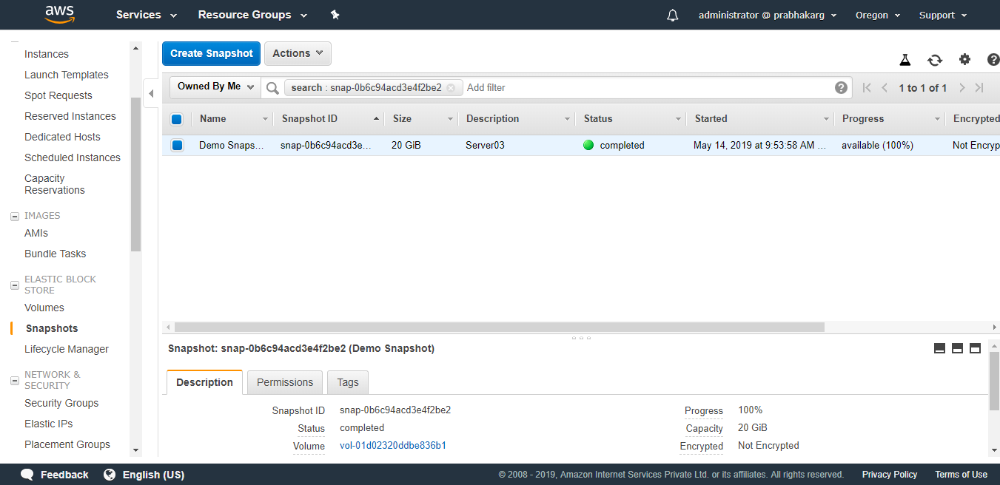 aws Services Resource Groups administrator @ prabhakarg Oregon Support
Instances
Launch Templates
Spot Requests
Reserved Instances
Dedicated Hosts
Scheduled Instances
Capacity
Reservations
IMAGES
AMIs
Bundle Tasks
ELASTIC BLOCK
STORE
Volumes
Snapshots
Lifecycle Manager
NETWORK &
SECURITY
Security Groups
Elastic IPs
Placement Groups
Create Snapshot Actions
Owned By Me search : snap-0b6c94acd3e4f2be2 Add filter 1 to 1 of 1
Name Snapshot ID Size Description Status Started Progress Encrypted
Demo Snaps... snap-0b6c94acd3e... 20 GiB Server03 completed May 14, 2019 at 9:53:58 AM ... available (100%) Not Encryp
Snapshot: snap-0b6c94acd3e4f2be2 (Demo Snapshot)
Description Permissions Tags
Snapshot ID snap-0b6c94acd3e4f2be2 Progress 100%
Status completed Capacity 20 GiB
Volume vol-01d02320ddbe836b1 Encrypted Not Encrypted
Feedback English (US) © 2008 - 2019, Amazon Internet Services Private Ltd. or its affiliates. All rights reserved. Privacy Policy Terms of Use